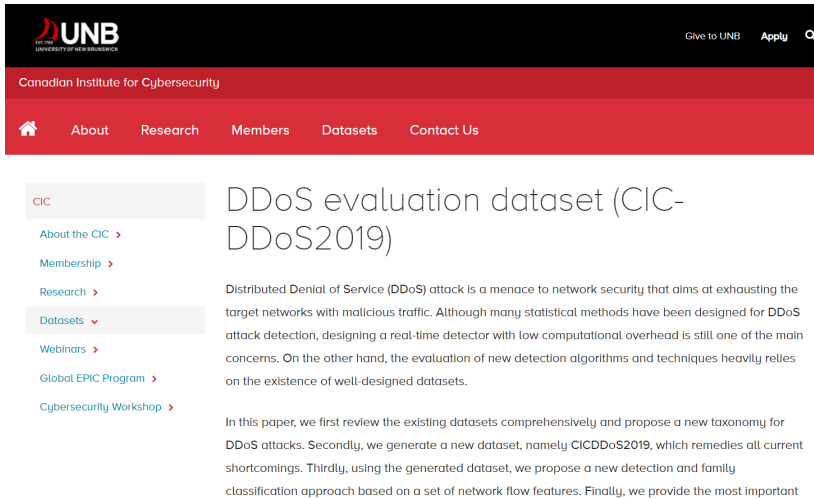 EST. 1785
UNB
UNIVERSITY OF NEW BRUNSWICK
Give to UNB Apply
Canadian Institute for Cybersecurity
About Research Members Datasets Contact Us
CIC
About the CIC
Membership
Research
Datasets
Webinars
Global EPIC Program
Cybersecurity Workshop
DDoS evaluation dataset (CIC-
DDoS2019)
Distributed Denial of Service (DDoS) attack is a menace to network security that aims at exhausting the
target networks with malicious traffic. Although many statistical methods have been designed for DDoS
attack detection, designing a real-time detector with low computational overhead is still one of the main
concerns. On the other hand, the evaluation of new detection algorithms and techniques heavily relies
on the existence of well-designed datasets.
In this paper, we first review the existing datasets comprehensively and propose a new taxonomy for
DDoS attacks. Secondly, we generate a new dataset, namely CICDDoS2019, which remedies all current
shortcomings. Thirdly, using the generated dataset, we propose a new detection and family
classification approach based on a set of network flow features. Finally, we provide the most important